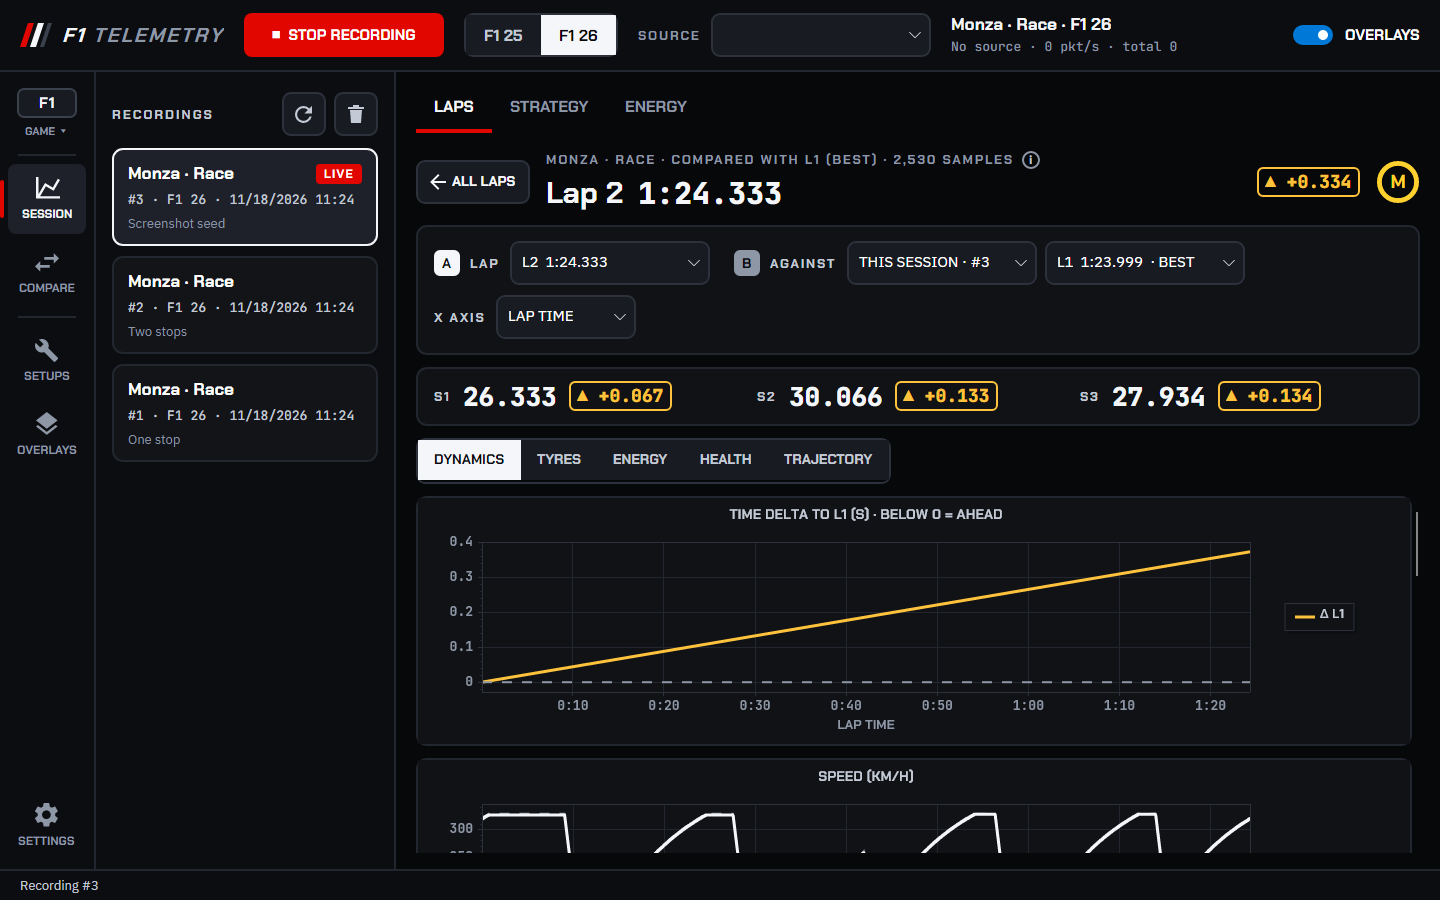 F1 TELEMETRY
STOP RECORDING
F1 25
F1 26
SOURCE
Monza · Race · F1 26
No source · 0 pkt/s · total 0
OVERLAYS
F1
GAME
SESSION
COMPARE
SETUPS
OVERLAYS
SETTINGS
RECORDINGS
Monza · Race
LIVE
#3 · F1 26 · 11/18/2026 11:24
Screenshot seed
Monza · Race
#2 · F1 26 · 11/18/2026 11:24
Two stops
Monza · Race
#1 · F1 26 · 11/18/2026 11:24
One stop
LAPS
STRATEGY
ENERGY
ALL LAPS
MONZA · RACE · COMPARED WITH L1 (BEST) · 2,530 SAMPLES
Lap 2 1:24.333
▲ +0.334
M
A LAP
L2 1:24.333
B AGAINST
THIS SESSION · #3
L1 1:23.999 · BEST
X AXIS
LAP TIME
S1 26.333 ▲ +0.067
S2 30.066 ▲ +0.133
S3 27.934 ▲ +0.134
DYNAMICS
TYRES
ENERGY
HEALTH
TRAJECTORY
TIME DELTA TO L1 (S) · BELOW 0 = AHEAD
0.4
0.3
0.2
0.1
0
0:10 0:20 0:30 0:40 0:50 1:00 1:10 1:20
LAP TIME
Δ L1
SPEED (KM/H)
300
Recording #3